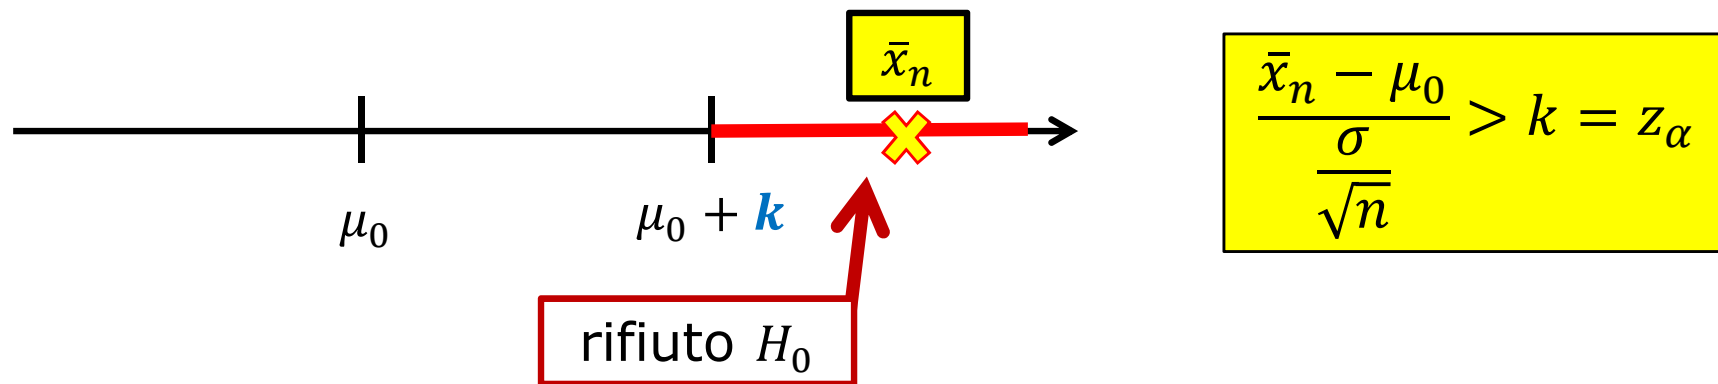 x̄ₙ
μ₀
μ₀ + k
rifiuto H₀
(x̄ₙ − μ₀) / (σ / √n) > k = z_α